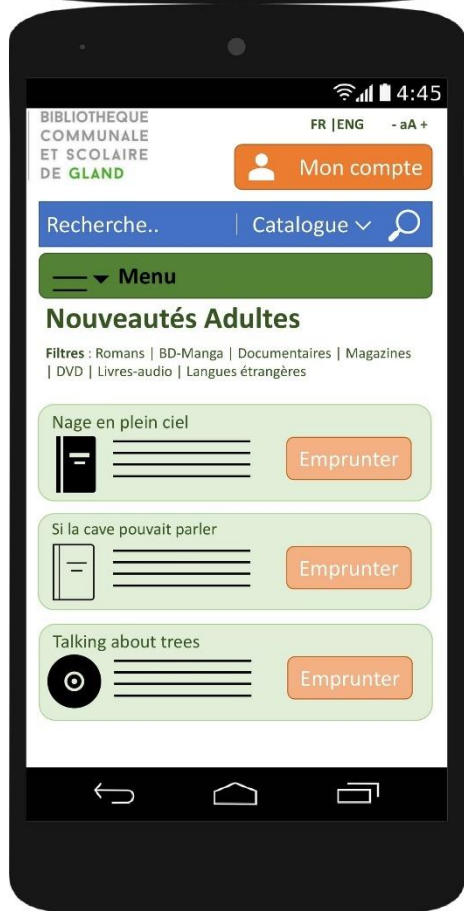 4:45
BIBLIOTHEQUE
COMMUNALE
ET SCOLAIRE
DE GLAND
FR |ENG - aA +
Mon compte
Recherche.. | Catalogue
Menu
Nouveautés Adultes
Filtres : Romans | BD-Manga | Documentaires | Magazines
| DVD | Livres-audio | Langues étrangères
Nage en plein ciel
Emprunter
Si la cave pouvait parler
Emprunter
Talking about trees
Emprunter